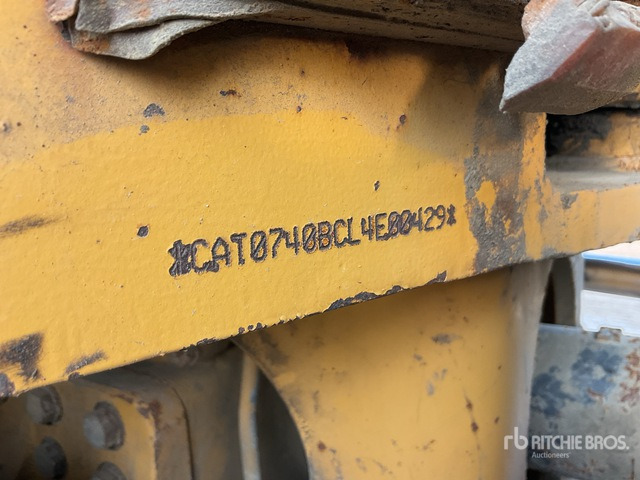 *CAT0740BCL4E00429*
rb RITCHIE BROS.
Auctioneers